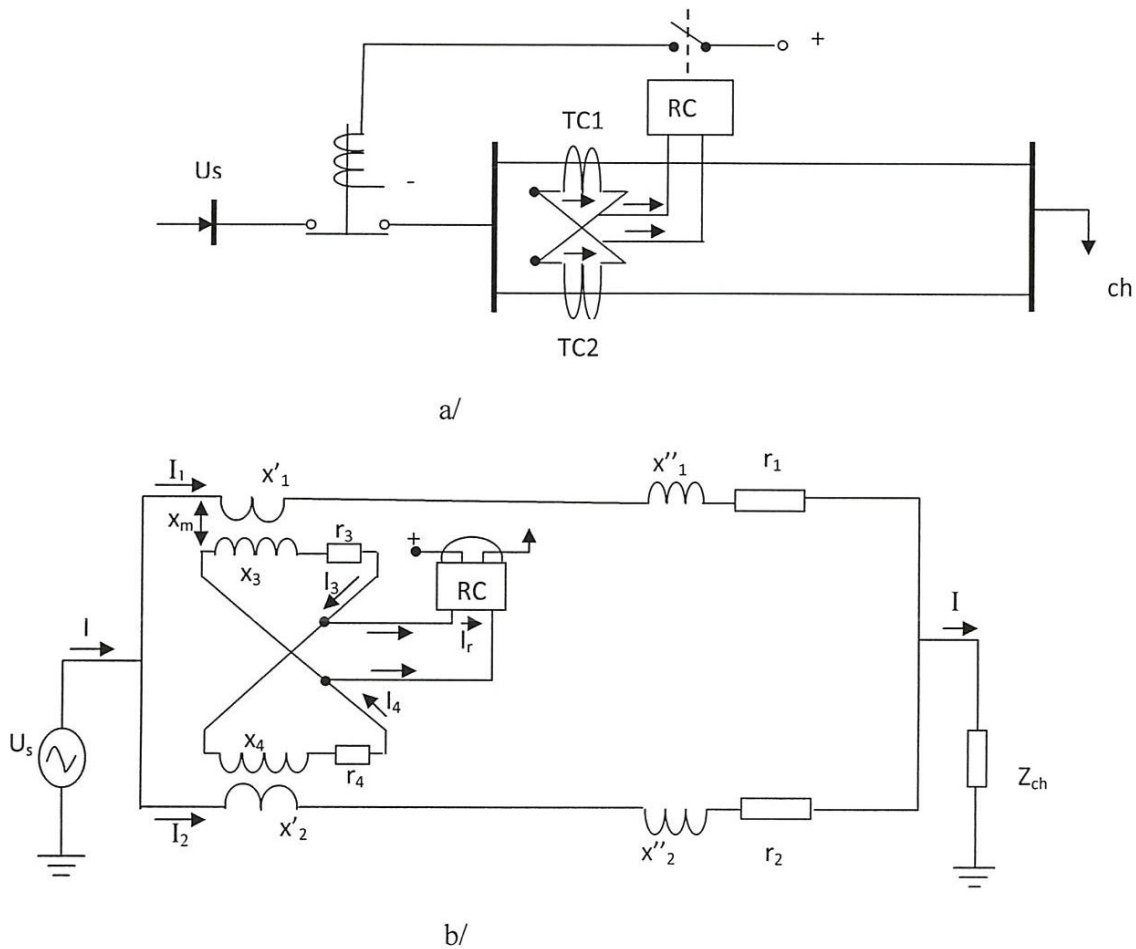 +
RC
TC1
Us
-
TC2
ch
a/
I₁
x'₁
x''₁
r₁
xₘ
r₃
+
x₃
I₃
RC
I
Iᵣ
I
I₄
Uₛ
x₄
r₄
Z_ch
I₂
x'₂
x''₂
r₂
b/